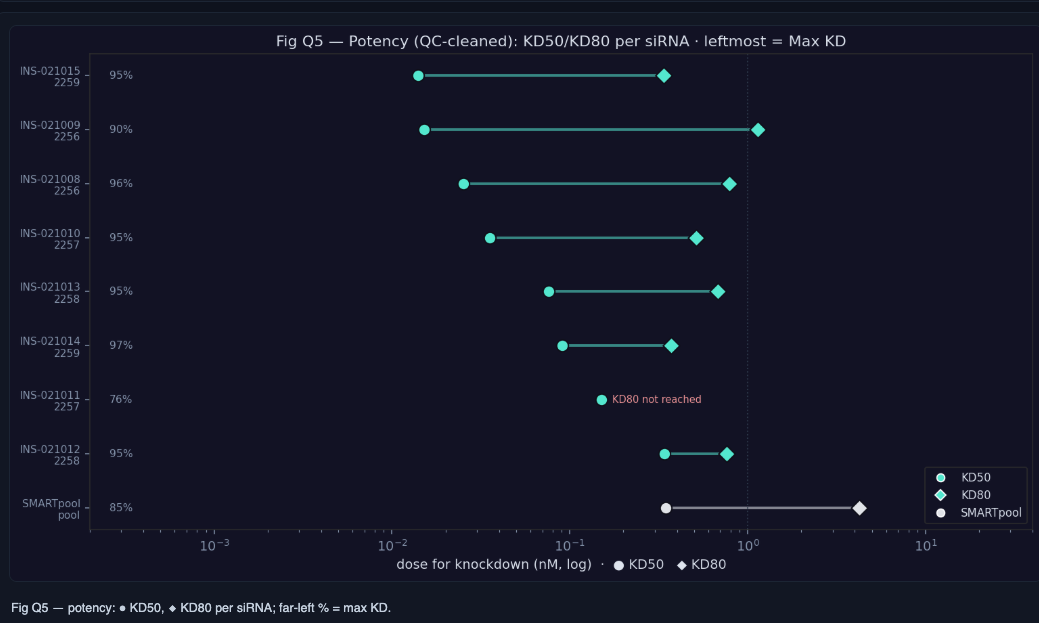 Fig Q5 — Potency (QC-cleaned): KD50/KD80 per siRNA · leftmost = Max KD
INS-021015
2259
95%
INS-021009
2256
90%
INS-021008
2256
96%
INS-021010
2257
95%
INS-021013
2258
95%
INS-021014
2259
97%
INS-021011
2257
76%
KD80 not reached
INS-021012
2258
95%
SMARTpool
pool
85%
KD50
KD80
SMARTpool
10⁻³
10⁻²
10⁻¹
10⁰
10¹
dose for knockdown (nM, log) · ● KD50 ◆ KD80
Fig Q5 — potency: ● KD50, ◆ KD80 per siRNA; far-left % = max KD.